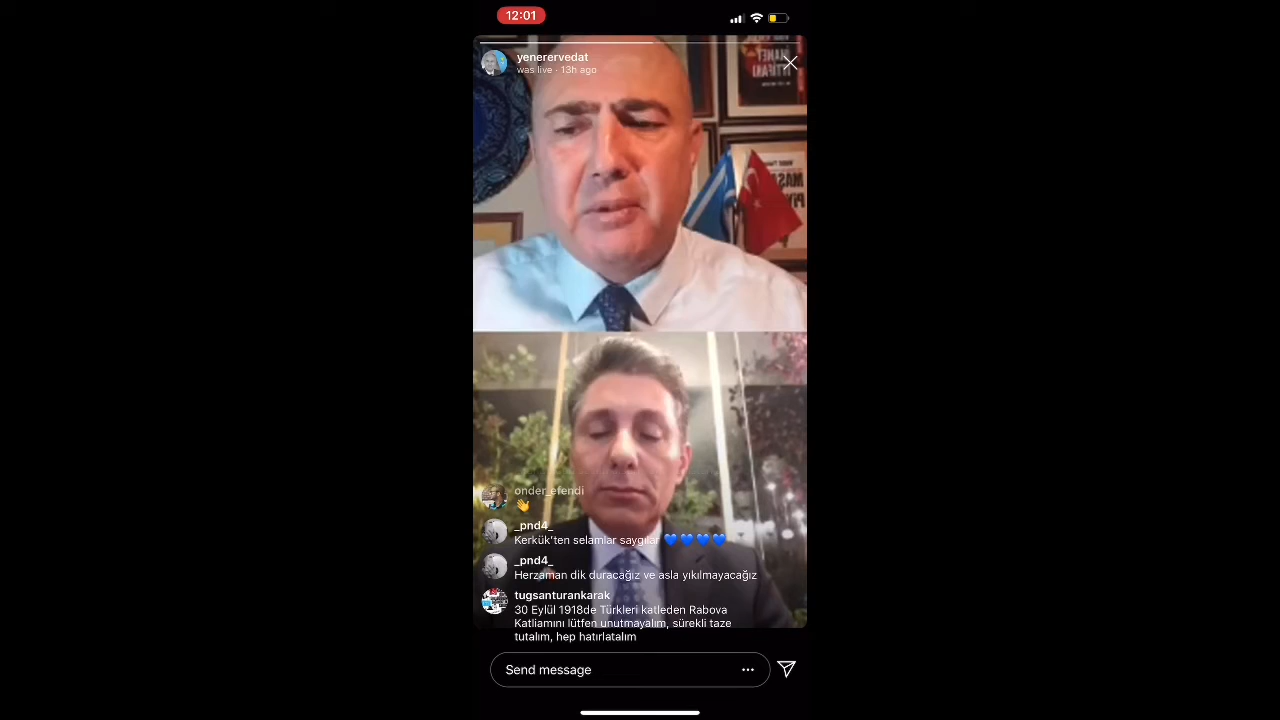 12:01
yenerervedat
was live · 13h ago
onder_efendi
👋
_pnd4_
Kerkük'ten selamlar saygılar 💙💙💙💙
_pnd4_
Herzaman dik duracağız ve asla yıkılmayacağız
tugsanturankarak
30 Eylül 1918de Türkleri katleden Rabova
Katliamını lütfen unutmayalım, sürekli taze
tutalım, hep hatırlatalım
Send message